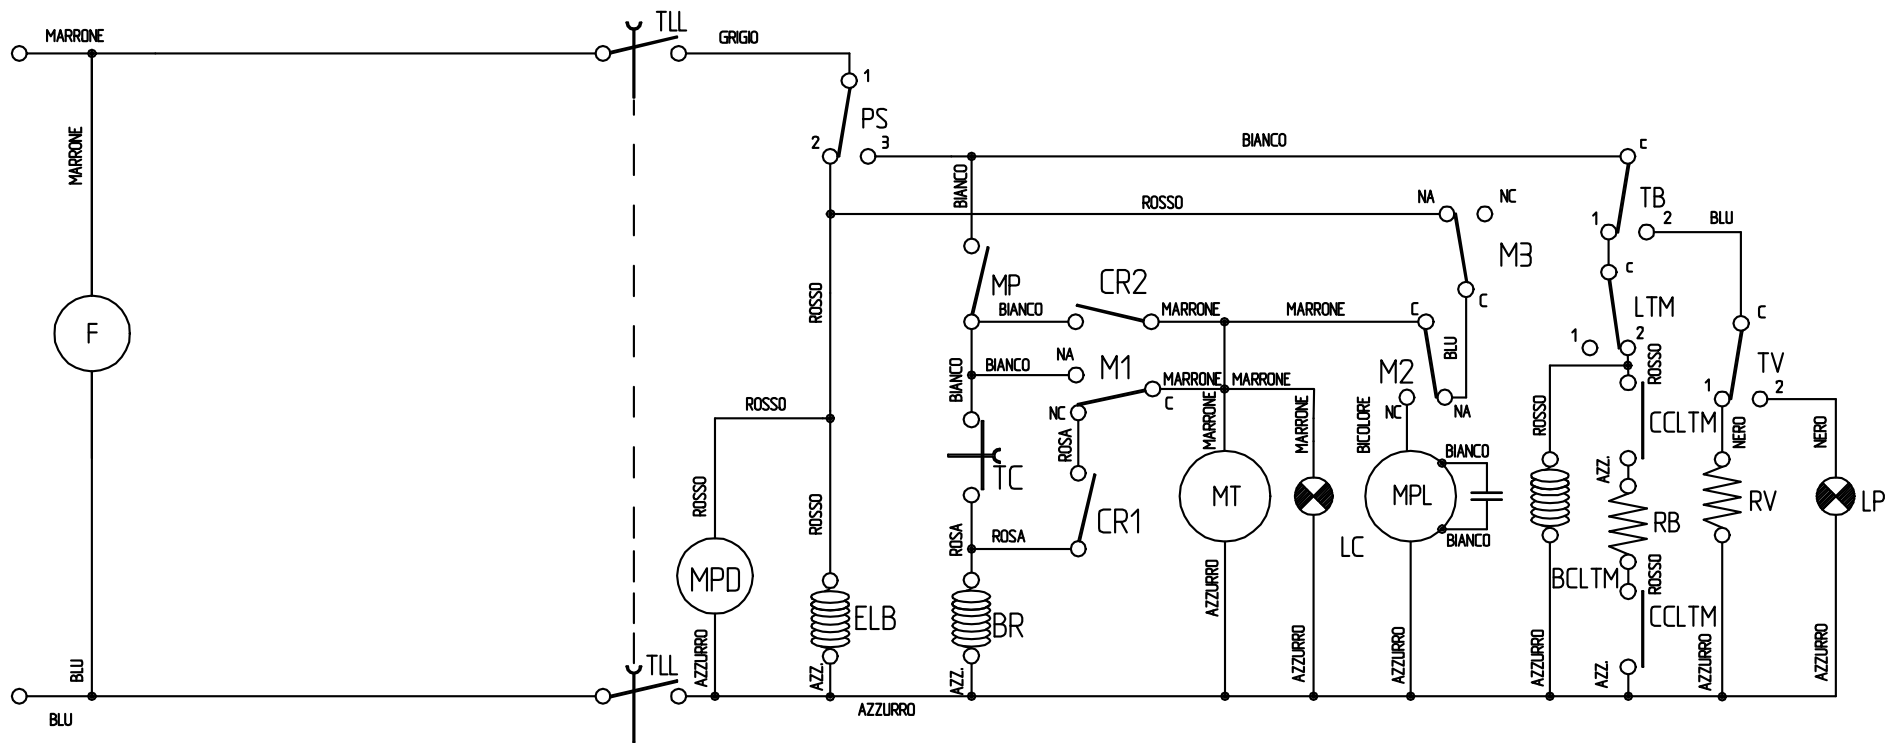 MARRONE
TLL
GRIGIO
1
PS
2
3
BIANCO
C
MARRONE
BIANCO
ROSSO
NA
NC
TB
1
2
BLU
M3
C
MP
CR2
ROSSO
BIANCO
MARRONE
MARRONE
C
C
LTM
C
F
1
2
BLU
NA
M1
BIANCO
BIANCO
MARRONE
MARRONE
M2
ROSSO
TV
1
2
ROSSO
NC
C
MARRONE
MARRONE
BICOLORE
NC
NA
ROSSO
CCLTM
NERO
NERO
ROSA
BIANCO
AZZ.
TC
ROSSO
ROSSO
MT
MPL
RV
LP
CR1
RB
ROSA
ROSA
LC
BIANCO
MPD
BCLTM
ROSSO
AZZURRO
ELB
BR
CCLTM
BLU
TLL
AZZURRO
AZZ.
AZZ.
AZZURRO
AZZURRO
AZZURRO
AZZ.
AZZURRO
AZZURRO
BLU
AZZURRO